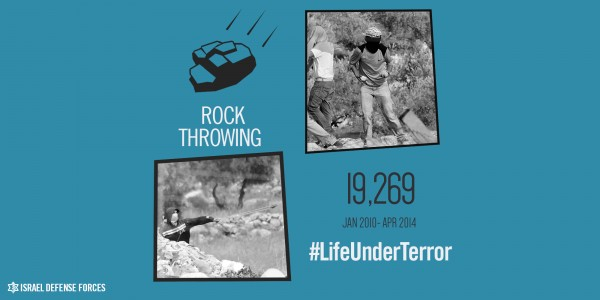 ROCK
THROWING
19,269
JAN 2010- APR 2014
#LifeUnderTerror
ISRAEL DEFENSE FORCES